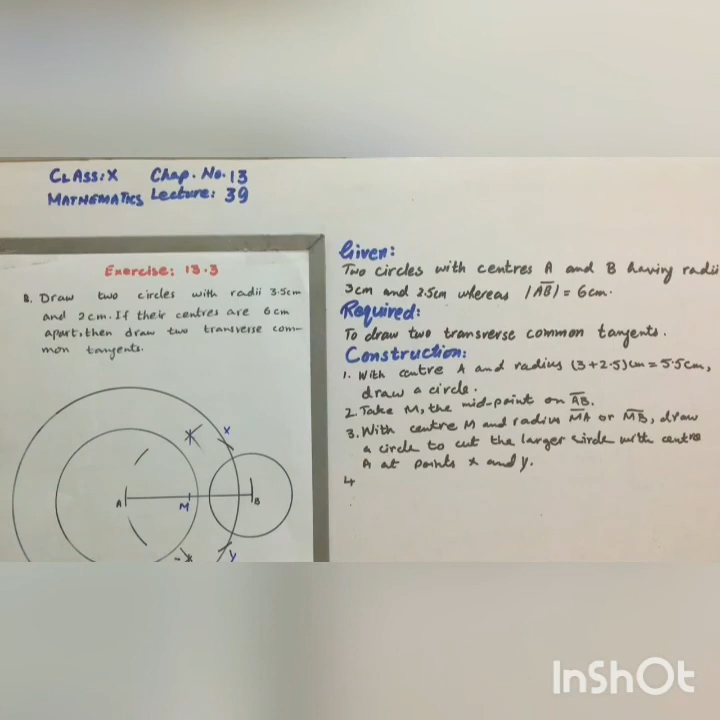 CLASS: X Chap. No. 13
MATHEMATICS Lecture: 39
Exercise: 13.3
8. Draw two circles with radii 3.5cm
and 2cm. If their centres are 6cm
apart, then draw two transverse com-
mon tangents.
X
A
M
B
Y
Given:
Two circles with centres A and B having radii
3cm and 2.5cm whereas |AB| = 6cm.
Required:
To draw two transverse common tangents.
Construction:
1. With centre A and radius (3+2.5)cm = 5.5cm,
draw a circle.
2. Take M, the mid-point on AB.
3. With centre M and radius MA or MB, draw
a circle to cut the larger circle with centre
A at points X and Y.
4
InShOt